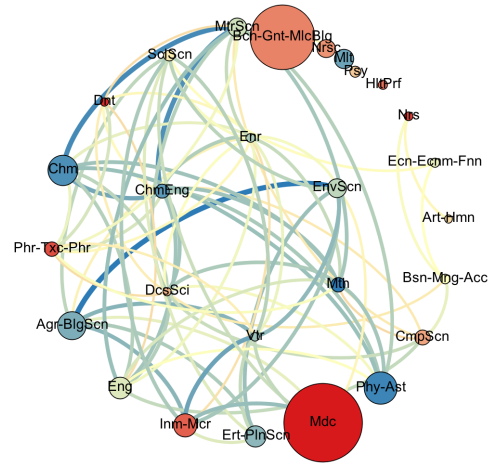 MtrScn
Bcn-Gnt-MlcBlg
Nrsc
SclScn
Mlt
Psy
HltPrf
Dnt
Nrs
Enr
Ecn-Ecnm-Fnn
Chm
ChmEng
EnvScn
Art-Hmn
Phr-Txc-Phr
Bsn-Mng-Acc
DcsSci
Mth
Agr-BlgScn
Vtr
CmpScn
Eng
Phy-Ast
Inm-Mcr
Ert-PlnScn
Mdc